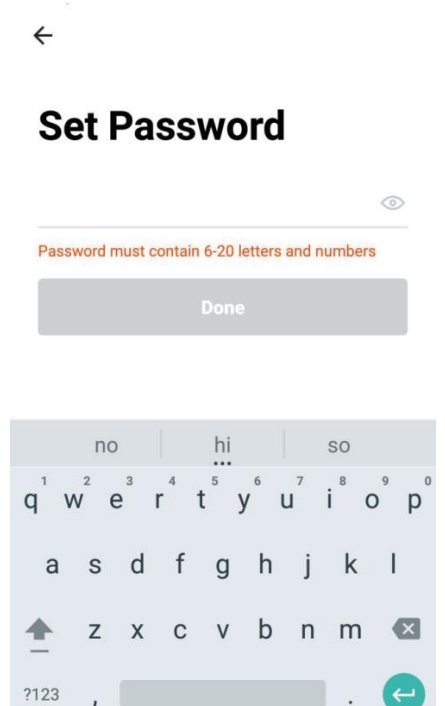 Set Password
Password must contain 6-20 letters and numbers
Done
no hi so
1 2 3 4 5 6 7 8 9 0
q w e r t y u i o p
a s d f g h j k l
z x c v b n m
?123 , .